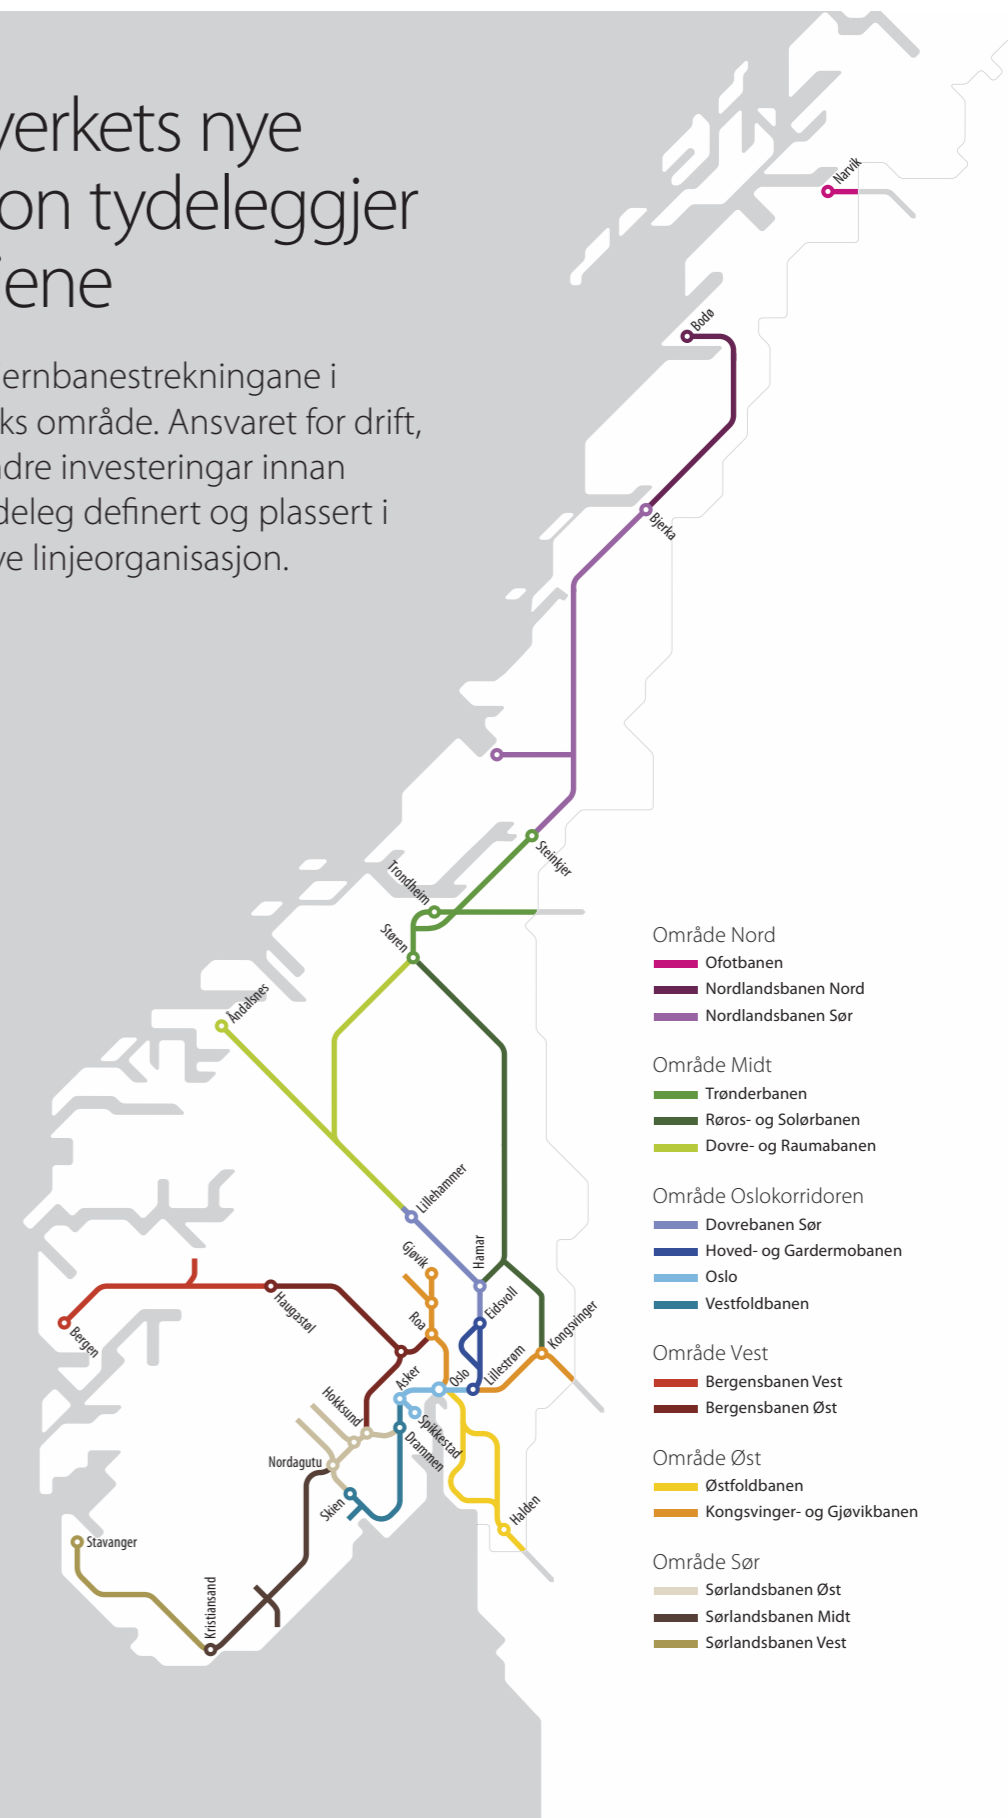 verkets nye
on tydeleggjer
jene
ernbanestrekningane i
ks område. Ansvaret for drift,
ndre investeringar innan
deleg definert og plassert i
ye linjeorganisasjon.
Narvik
Bodø
Bjerka
Steinkjer
Trondheim
Støren
Åndalsnes
Lillehammer
Gjøvik
Hamar
Haugastøl
Eidsvoll
Roa
Bergen
Kongsvinger
Asker
Oslo
Lillestrøm
Hokksund
Spikkestad
Drammen
Nordagutu
Skien
Halden
Stavanger
Kristiansand
Område Nord
Ofotbanen
Nordlandsbanen Nord
Nordlandsbanen Sør
Område Midt
Trønderbanen
Røros- og Solørbanen
Dovre- og Raumabanen
Område Oslokorridoren
Dovrebanen Sør
Hoved- og Gardermobanen
Oslo
Vestfoldbanen
Område Vest
Bergensbanen Vest
Bergensbanen Øst
Område Øst
Østfoldbanen
Kongsvinger- og Gjøvikbanen
Område Sør
Sørlandsbanen Øst
Sørlandsbanen Midt
Sørlandsbanen Vest